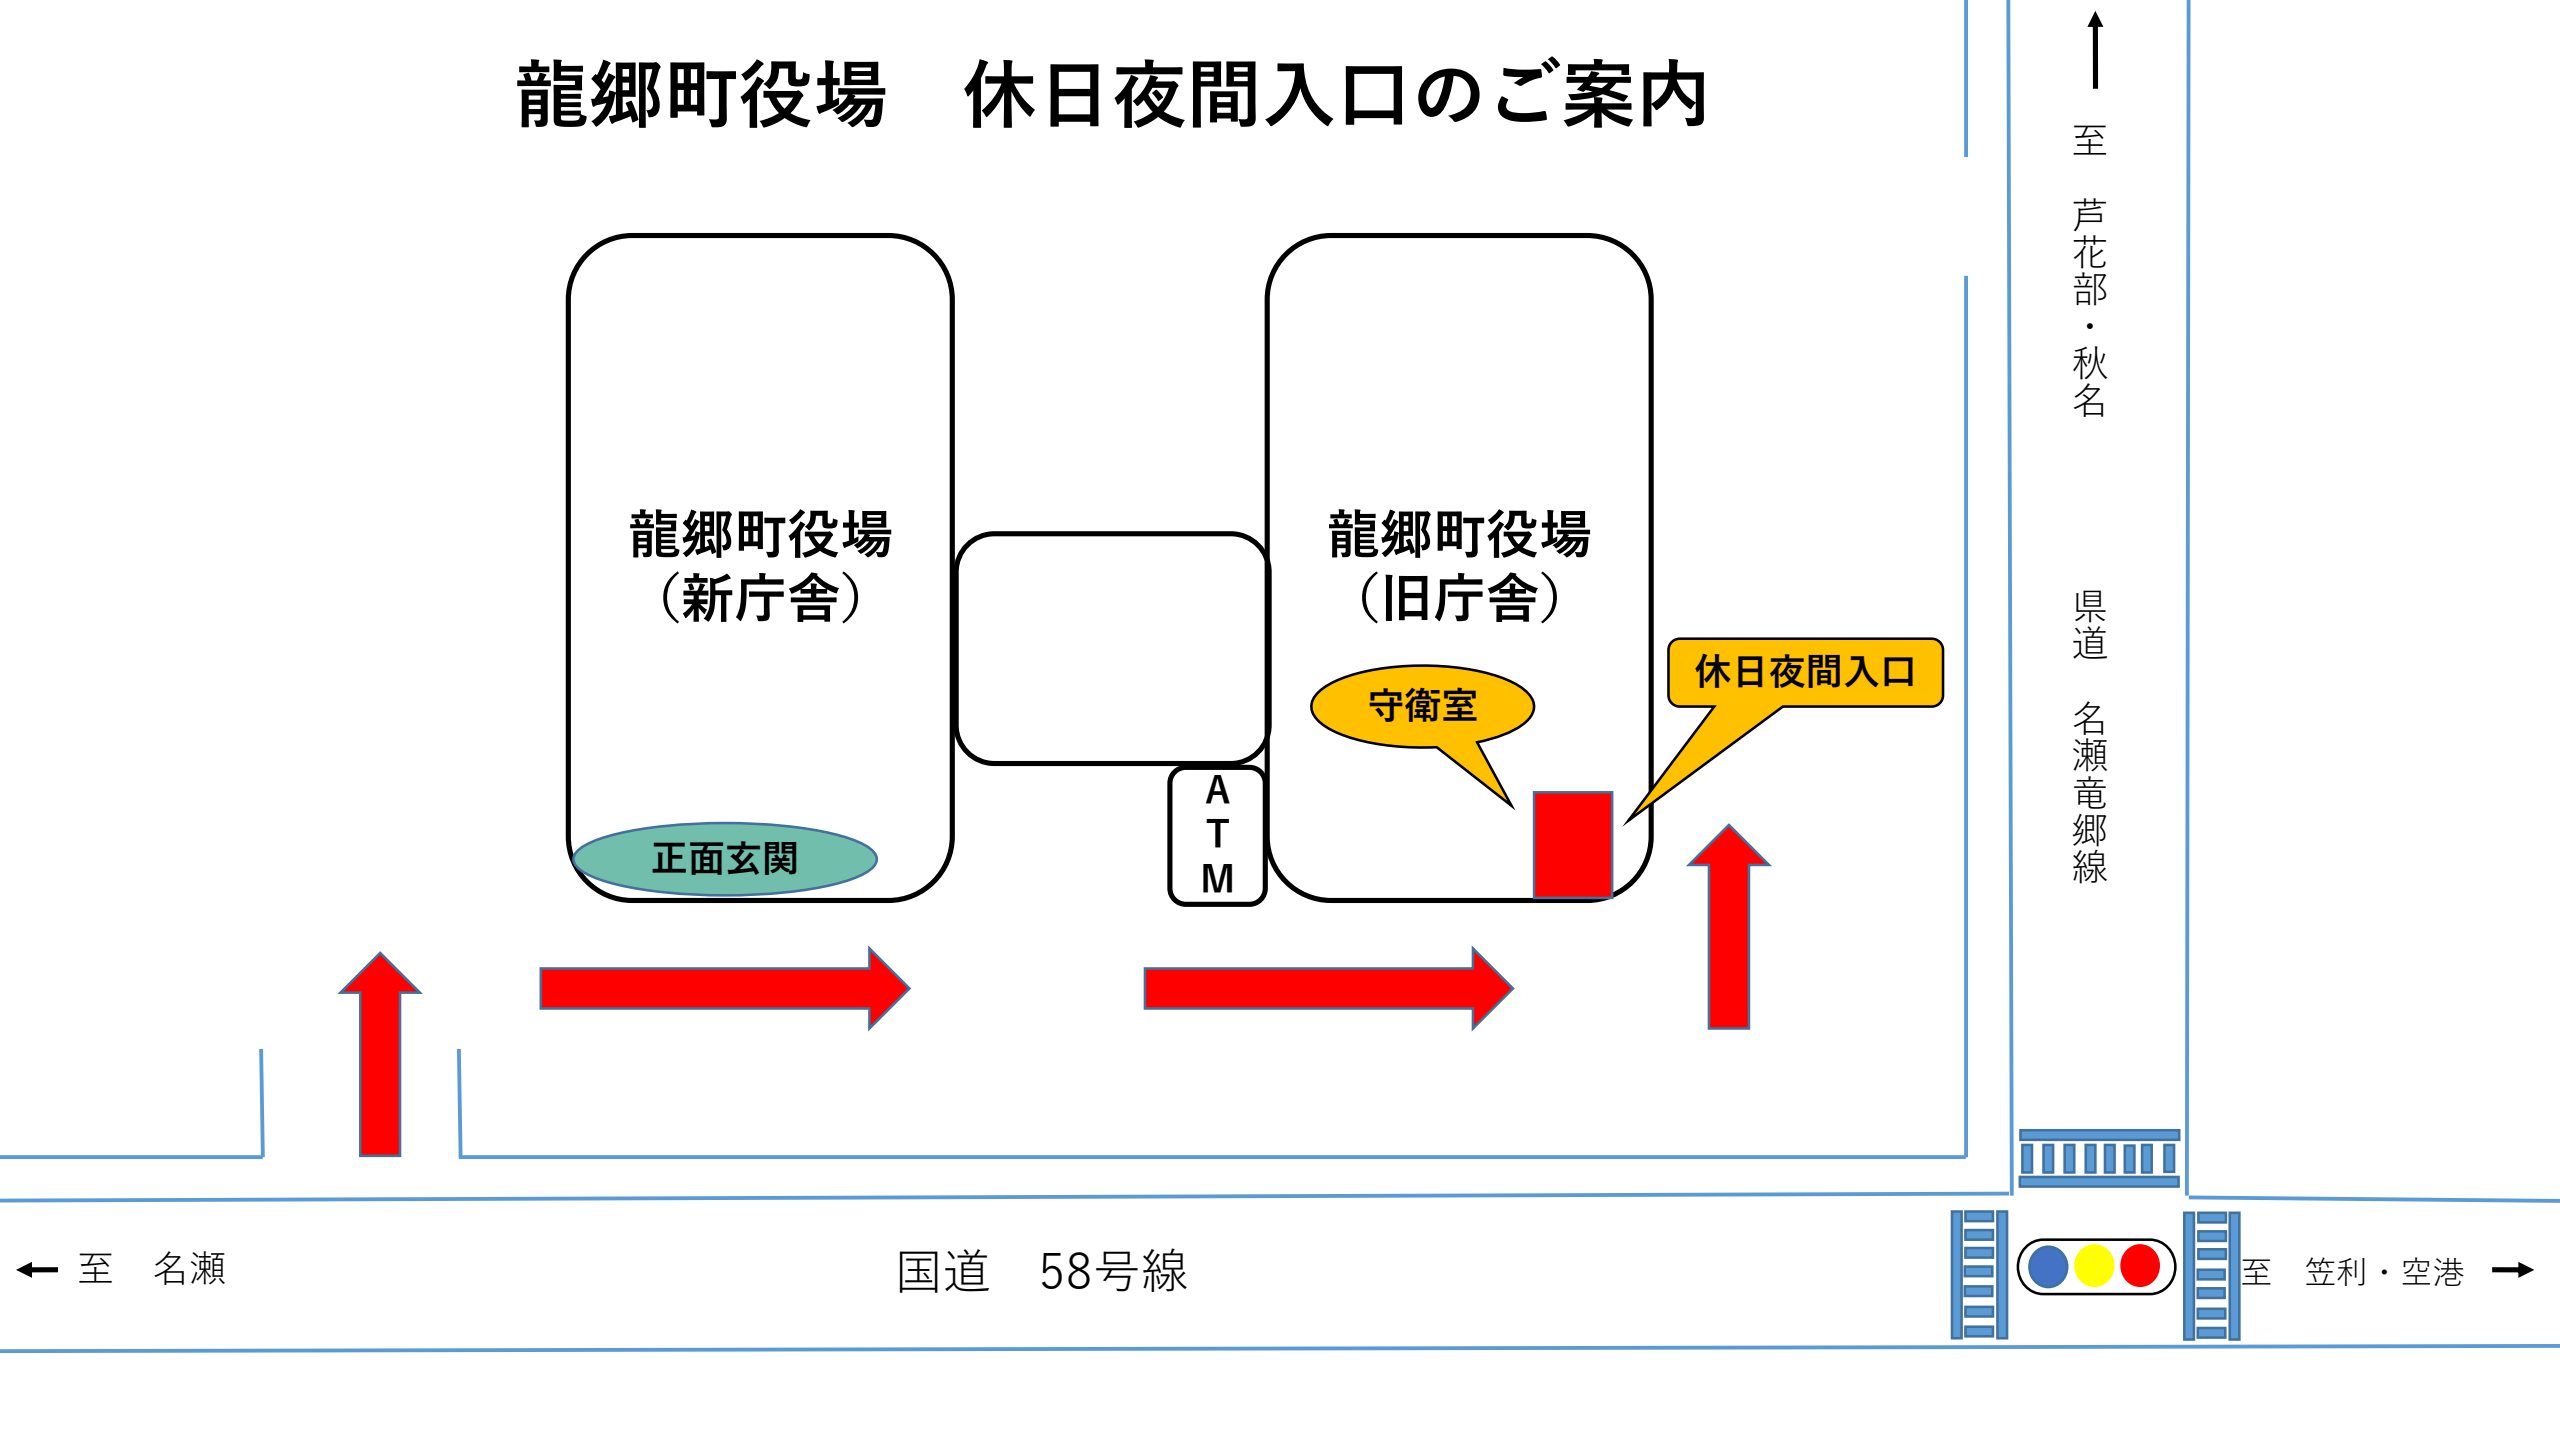 龍郷町役場　休日夜間入口のご案内
至　芦花部・秋名
県道　名瀬竜郷線
龍郷町役場
（新庁舎）
龍郷町役場
（旧庁舎）
休日夜間入口
守衛室
ATM
正面玄関
至　名瀬
国道　58号線
至　笠利・空港